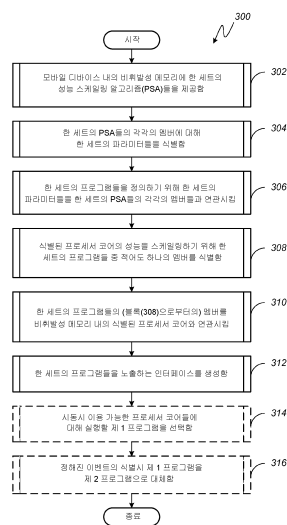 300
시작
모바일 디바이스 내의 비휘발성 메모리에 한 세트의
성능 스케일링 알고리즘(PSA)들을 제공함
302
한 세트의 PSA들의 각각의 멤버에 대해
한 세트의 파라미터들을 식별함
304
한 세트의 프로그램들을 정의하기 위해 한 세트의
파라미터들를 한 세트의 PSA들의 각각의 멤버들과 연관시킴
306
식별된 프로세서 코어의 성능을 스케일링하기 위해 한
세트의 프로그램들 중 적어도 하나의 멤버를 식별함
308
한 세트의 프로그램들의 (블록(308)으로부터의) 멤버를
비휘발성 메모리 내의 식별된 프로세서 코어와 연관시킴
310
한 세트의 프로그램들을 노출하는 인터페이스를 생성함
312
시동시 이용 가능한 프로세서 코어들에
대해 실행할 제 1 프로그램을 선택함
314
정해진 이벤트의 식별시 제 1 프로그램을
제 2 프로그램으로 대체함
316
종료